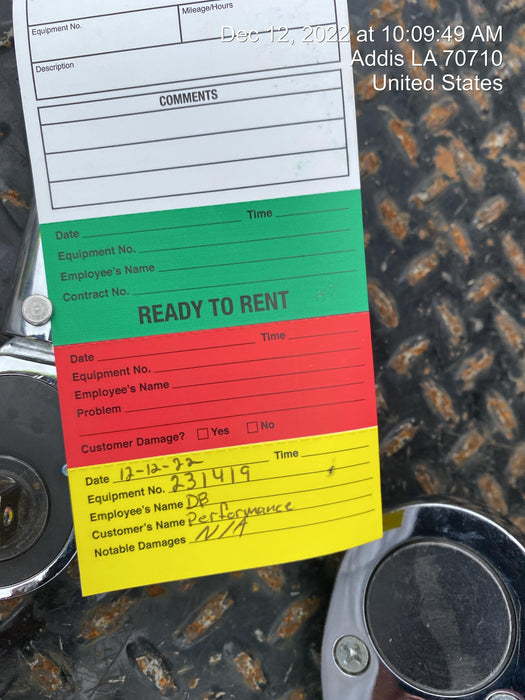 Dec 12, 2022 at 10:09:49 AM
Addis LA 70710
United States
Equipment No.
Mileage/Hours
Description
COMMENTS
Date Time
Equipment No.
Employee's Name
Contract No.
READY TO RENT
Date Time
Equipment No.
Employee's Name
Problem
Customer Damage? Yes No
Date 12-12-22 Time
Equipment No. 231419
Employee's Name DB
Customer's Name Performance
Notable Damages N/A